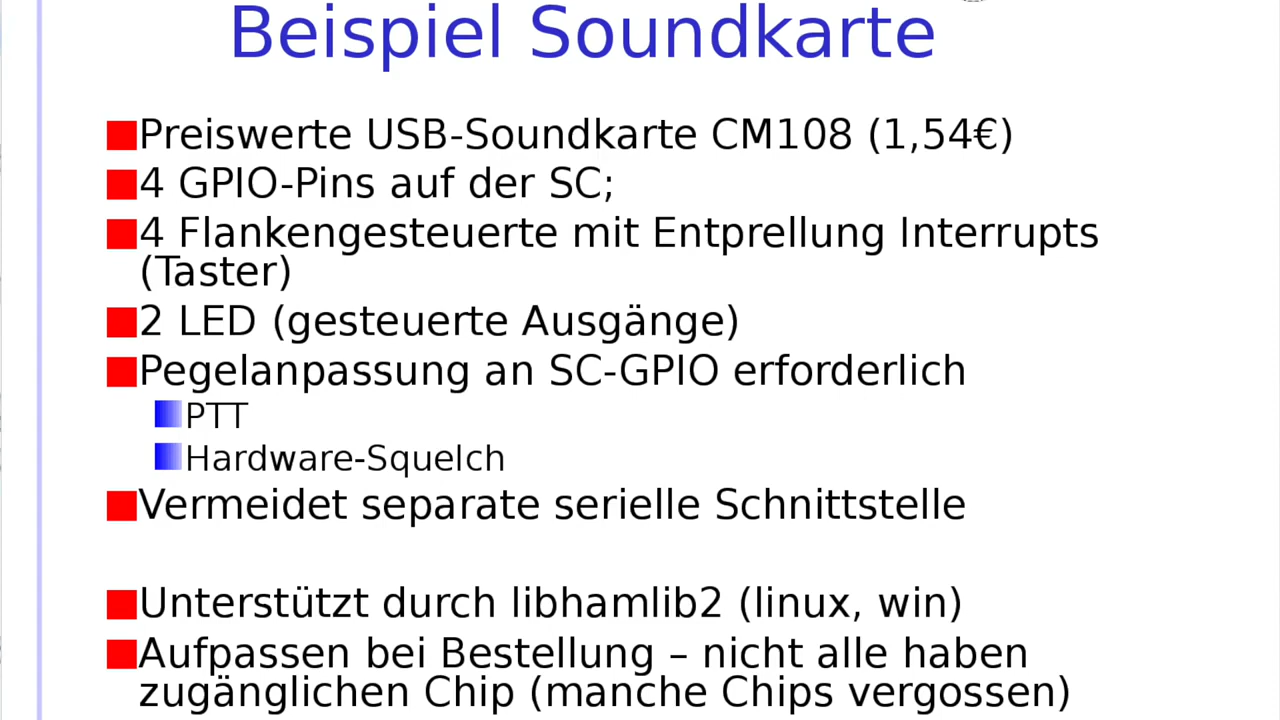 Beispiel Soundkarte
Preiswerte USB-Soundkarte CM108 (1,54€)
4 GPIO-Pins auf der SC;
4 Flankengesteuerte mit Entprellung Interrupts
(Taster)
2 LED (gesteuerte Ausgänge)
Pegelanpassung an SC-GPIO erforderlich
PTT
Hardware-Squelch
Vermeidet separate serielle Schnittstelle
Unterstützt durch libhamlib2 (linux, win)
Aufpassen bei Bestellung – nicht alle haben
zugänglichen Chip (manche Chips vergossen)